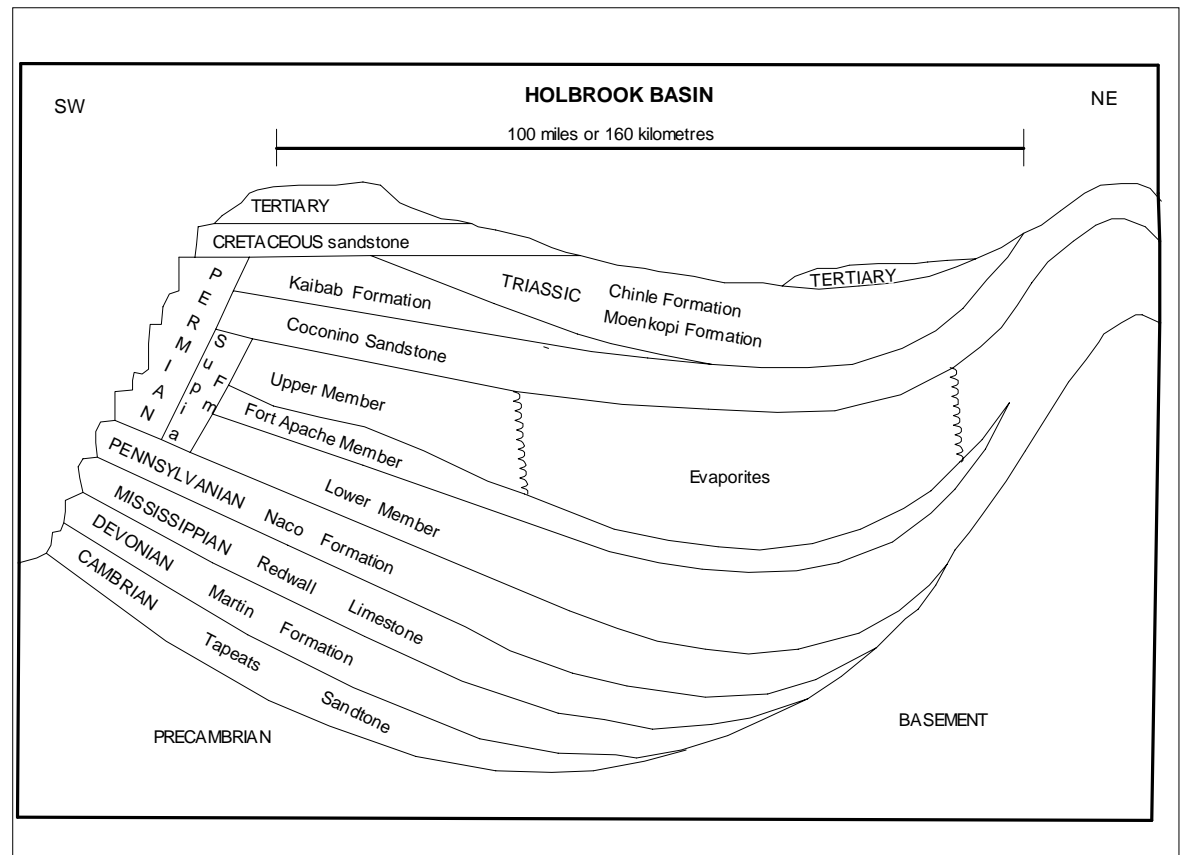 HOLBROOK BASIN
SW
NE
100 miles or 160 kilometres
TERTIARY
CRETACEOUS sandstone
TERTIARY
PERMIAN
Supia Fm
Kaibab Formation
TRIASSIC
Chinle Formation
Moenkopi Formation
Coconino Sandstone
Upper Member
Fort Apache Member
Evaporites
Lower Member
PENNSYLVANIAN Naco Formation
MISSISSIPPIAN Redwall Limestone
DEVONIAN Martin Formation
CAMBRIAN Tapeats Sandtone
PRECAMBRIAN
BASEMENT